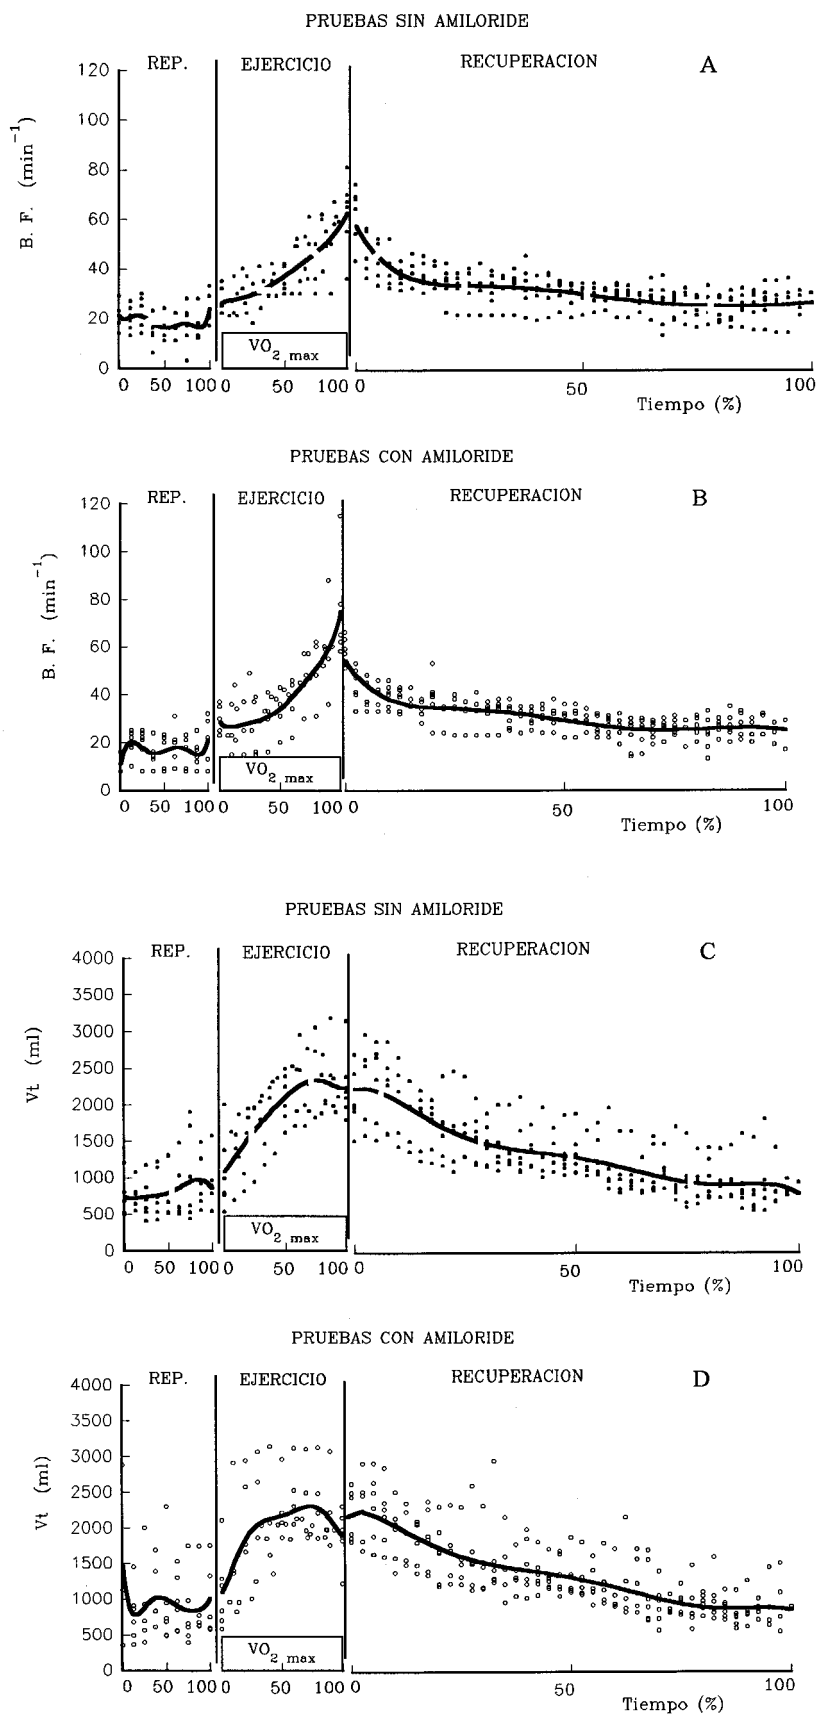 PRUEBAS SIN AMILORIDE
REP. EJERCICIO RECUPERACION A
120
100
80
60
40
20
0
B. F. (min⁻¹)
VO₂ max
0 50 100 0 50 100 0 50 100
Tiempo (%)
PRUEBAS CON AMILORIDE
REP. EJERCICIO RECUPERACION B
120
100
80
60
40
20
0
B. F. (min⁻¹)
VO₂ max
0 50 100 0 50 100 0 50 100
Tiempo (%)
PRUEBAS SIN AMILORIDE
REP. EJERCICIO RECUPERACION C
4000
3500
3000
2500
2000
1500
1000
500
0
Vt (ml)
VO₂ max
0 50 100 0 50 100 0 50 100
Tiempo (%)
PRUEBAS CON AMILORIDE
REP. EJERCICIO RECUPERACION D
4000
3500
3000
2500
2000
1500
1000
500
0
Vt (ml)
VO₂ max
0 50 100 0 50 100 0 50 100
Tiempo (%)